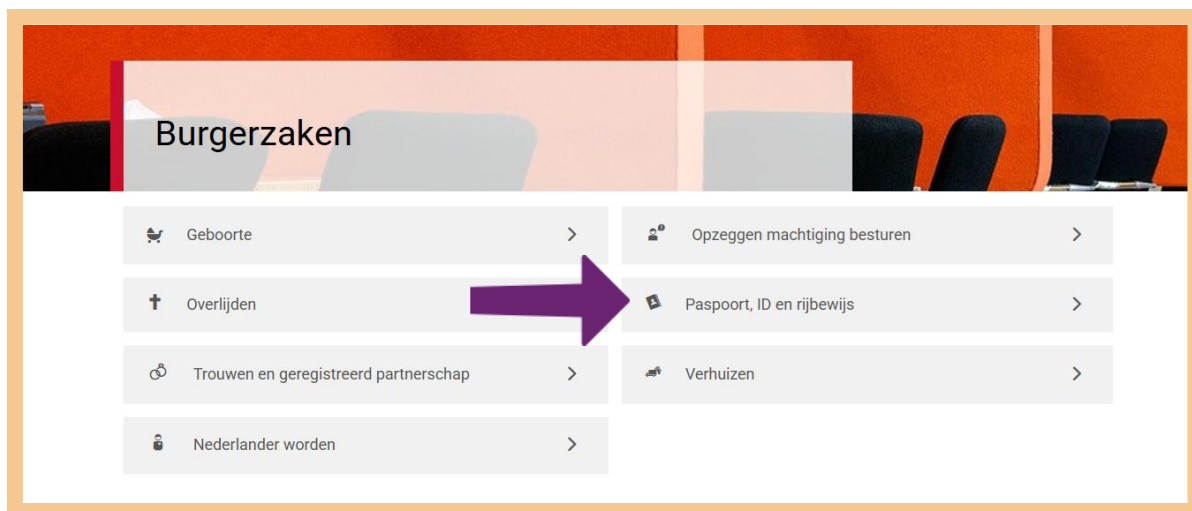 Burgerzaken
Geboorte
Opzeggen machtiging besturen
Overlijden
Paspoort, ID en rijbewijs
Trouwen en geregistreerd partnerschap
Verhuizen
Nederlander worden